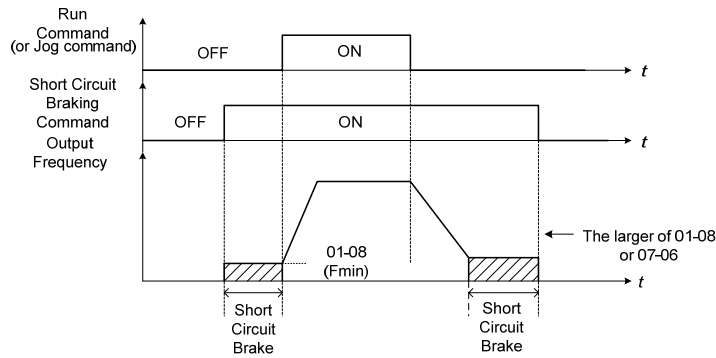 Run
Command
(or Jog command)
OFF
ON
t
Short Circuit
Braking
Command
OFF
ON
t
Output
Frequency
01-08
(Fmin)
The larger of 01-08
or 07-06
t
Short
Circuit
Brake
Short
Circuit
Brake